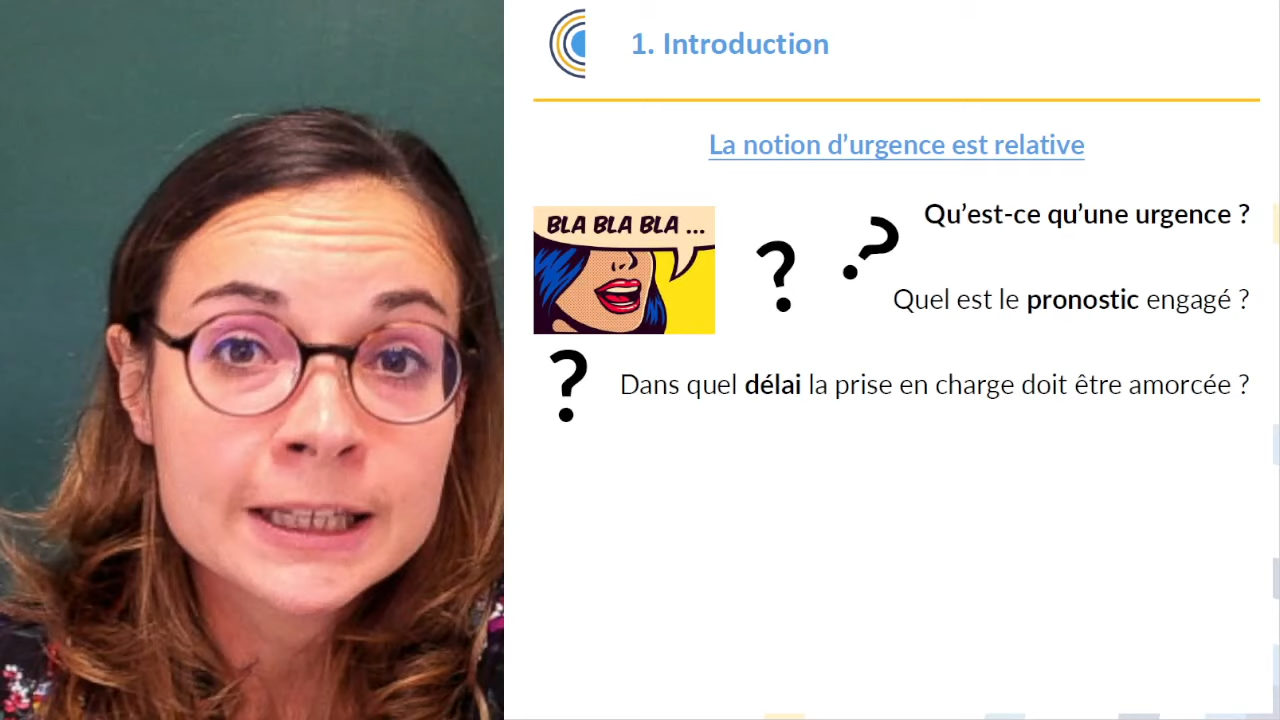 1. Introduction
La notion d’urgence est relative
BLA BLA BLA ...
? ?
Qu’est-ce qu’une urgence ?
Quel est le pronostic engagé ?
? Dans quel délai la prise en charge doit être amorcée ?